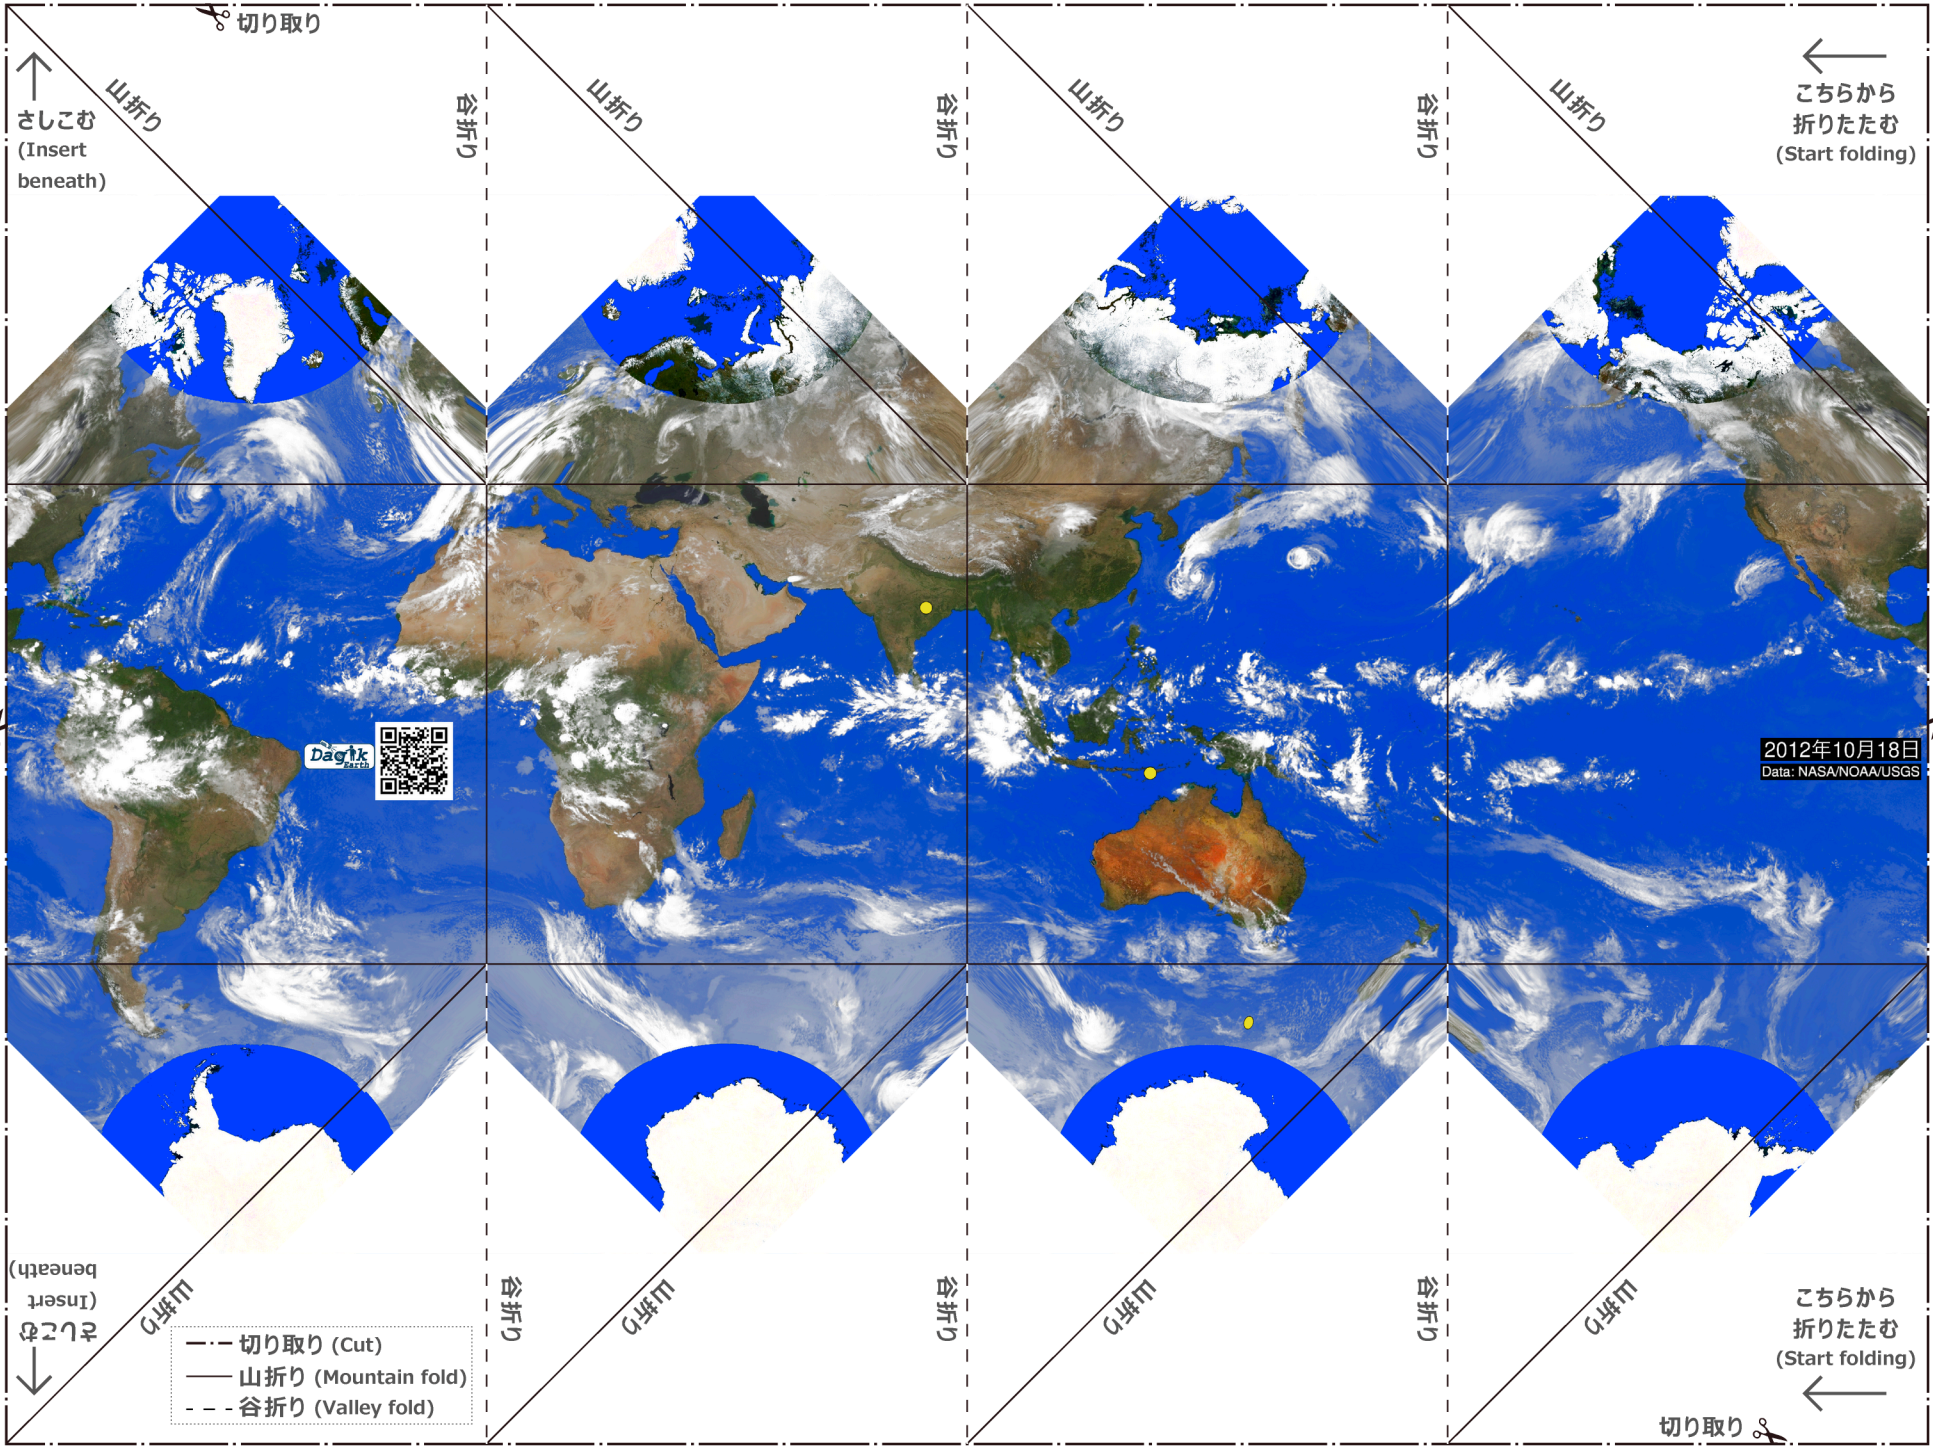 切り取り
山折り
谷折り
山折り
谷折り
山折り
谷折り
山折り
さしこむ
(Insert
beneath)
こちらから
折りたたむ
(Start folding)
Dagik
Earth
2012年10月18日
Data: NASA/NOAA/USGS
さしこむ
(Insert
beneath)
山折り
谷折り
山折り
谷折り
山折り
谷折り
山折り
切り取り (Cut)
山折り (Mountain fold)
谷折り (Valley fold)
こちらから
折りたたむ
(Start folding)
切り取り